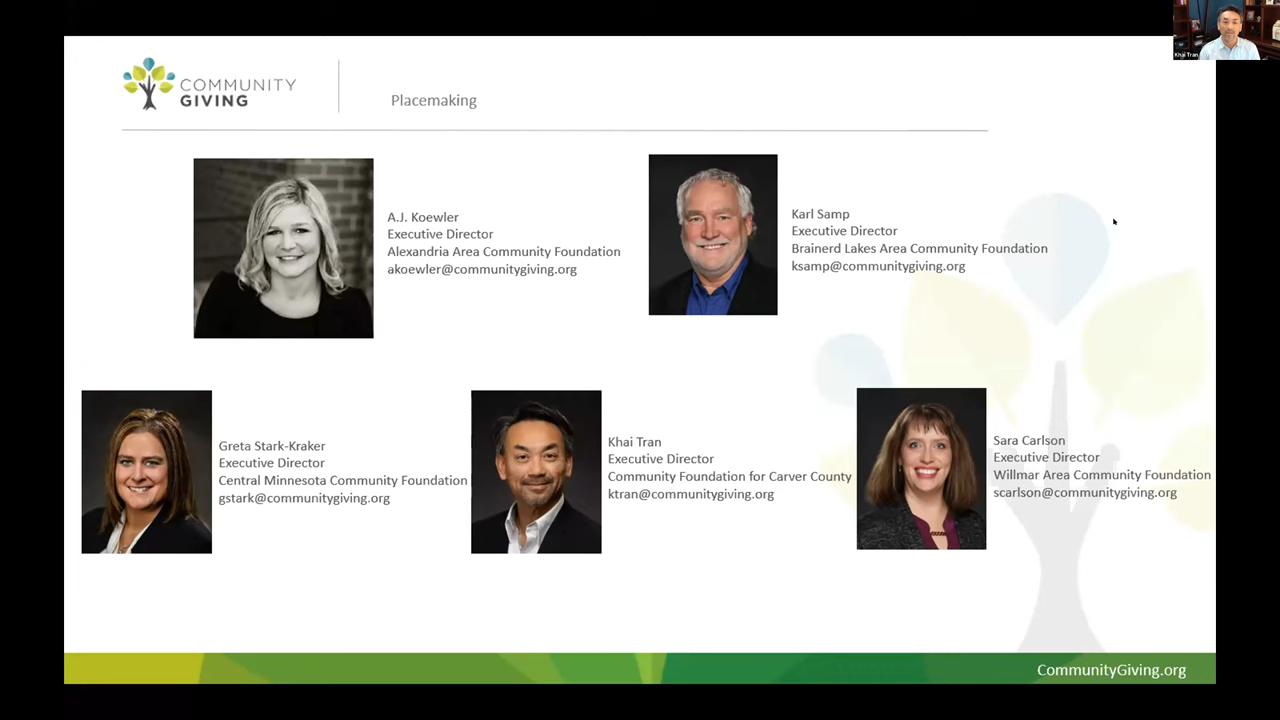 Khai Tran
COMMUNITY
GIVING
Placemaking
A.J. Koewler
Executive Director
Alexandria Area Community Foundation
akoewler@communitygiving.org
Karl Samp
Executive Director
Brainerd Lakes Area Community Foundation
ksamp@communitygiving.org
Greta Stark-Kraker
Executive Director
Central Minnesota Community Foundation
gstark@communitygiving.org
Khai Tran
Executive Director
Community Foundation for Carver County
ktran@communitygiving.org
Sara Carlson
Executive Director
Willmar Area Community Foundation
scarlson@communitygiving.org
CommunityGiving.org